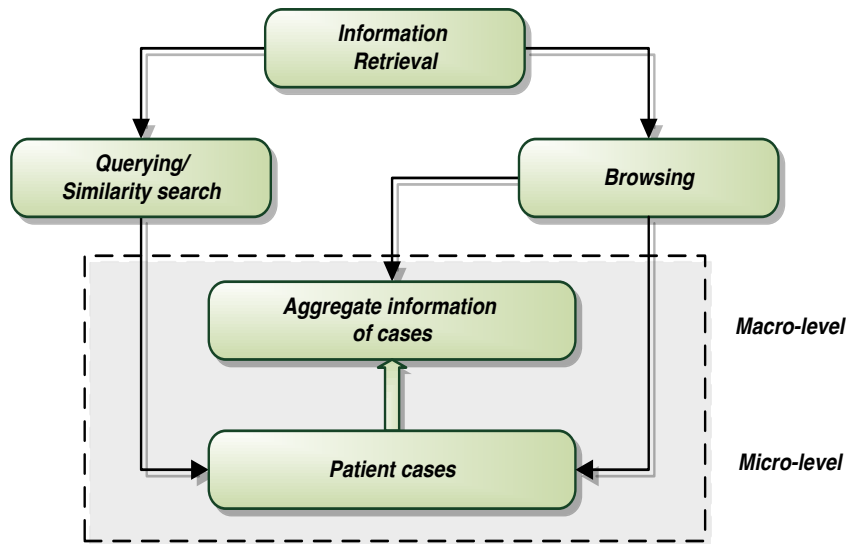 Information
Retrieval
Querying/
Similarity search
Browsing
Aggregate information
of cases
Macro-level
Patient cases
Micro-level